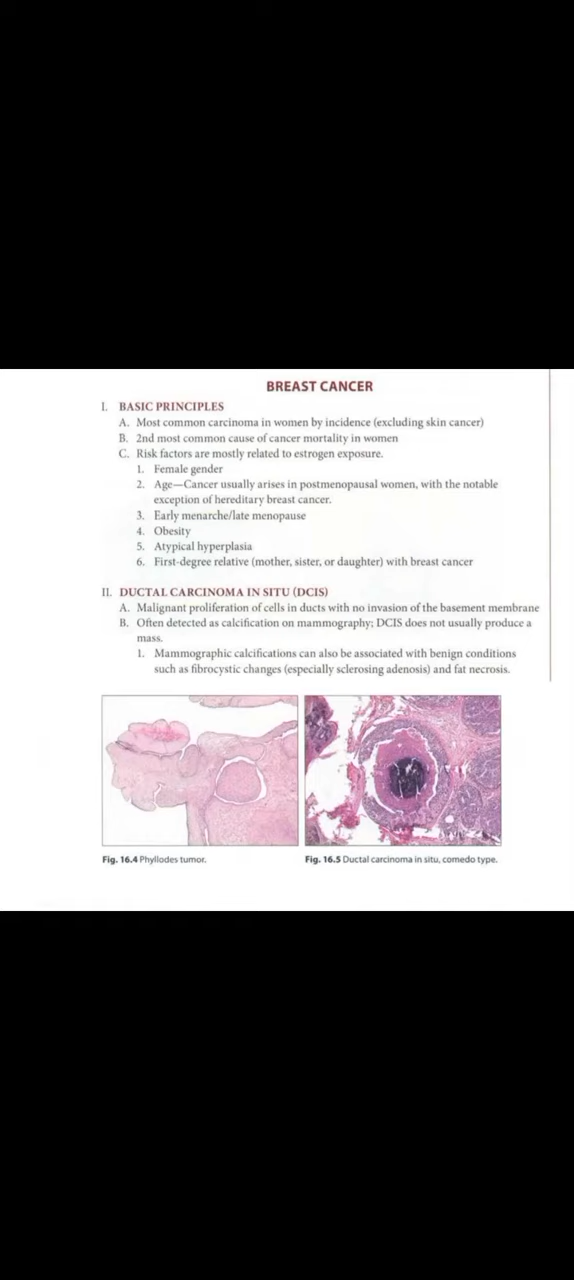 BREAST CANCER
I. BASIC PRINCIPLES
A. Most common carcinoma in women by incidence (excluding skin cancer)
B. 2nd most common cause of cancer mortality in women
C. Risk factors are mostly related to estrogen exposure.
1. Female gender
2. Age—Cancer usually arises in postmenopausal women, with the notable
exception of hereditary breast cancer.
3. Early menarche/late menopause
4. Obesity
5. Atypical hyperplasia
6. First-degree relative (mother, sister, or daughter) with breast cancer
II. DUCTAL CARCINOMA IN SITU (DCIS)
A. Malignant proliferation of cells in ducts with no invasion of the basement membrane
B. Often detected as calcification on mammography; DCIS does not usually produce a
mass.
1. Mammographic calcifications can also be associated with benign conditions
such as fibrocystic changes (especially sclerosing adenosis) and fat necrosis.
Fig. 16.4 Phyllodes tumor.
Fig. 16.5 Ductal carcinoma in situ, comedo type.